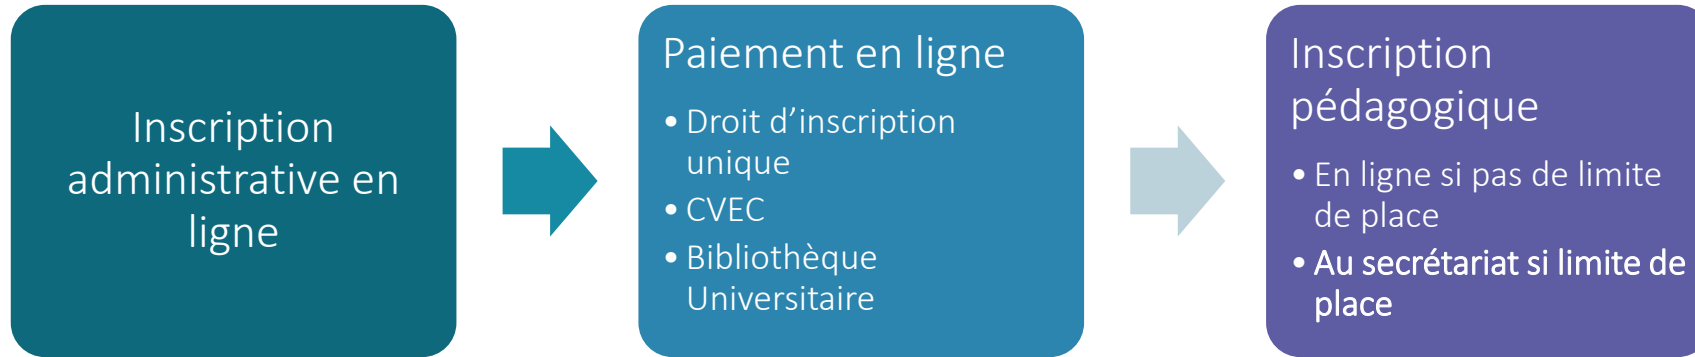 Inscription
administrative en
ligne
Paiement en ligne
• Droit d’inscription
unique
• CVEC
• Bibliothèque
Universitaire
Inscription
pédagogique
• En ligne si pas de limite
de place
• Au secrétariat si limite de
place